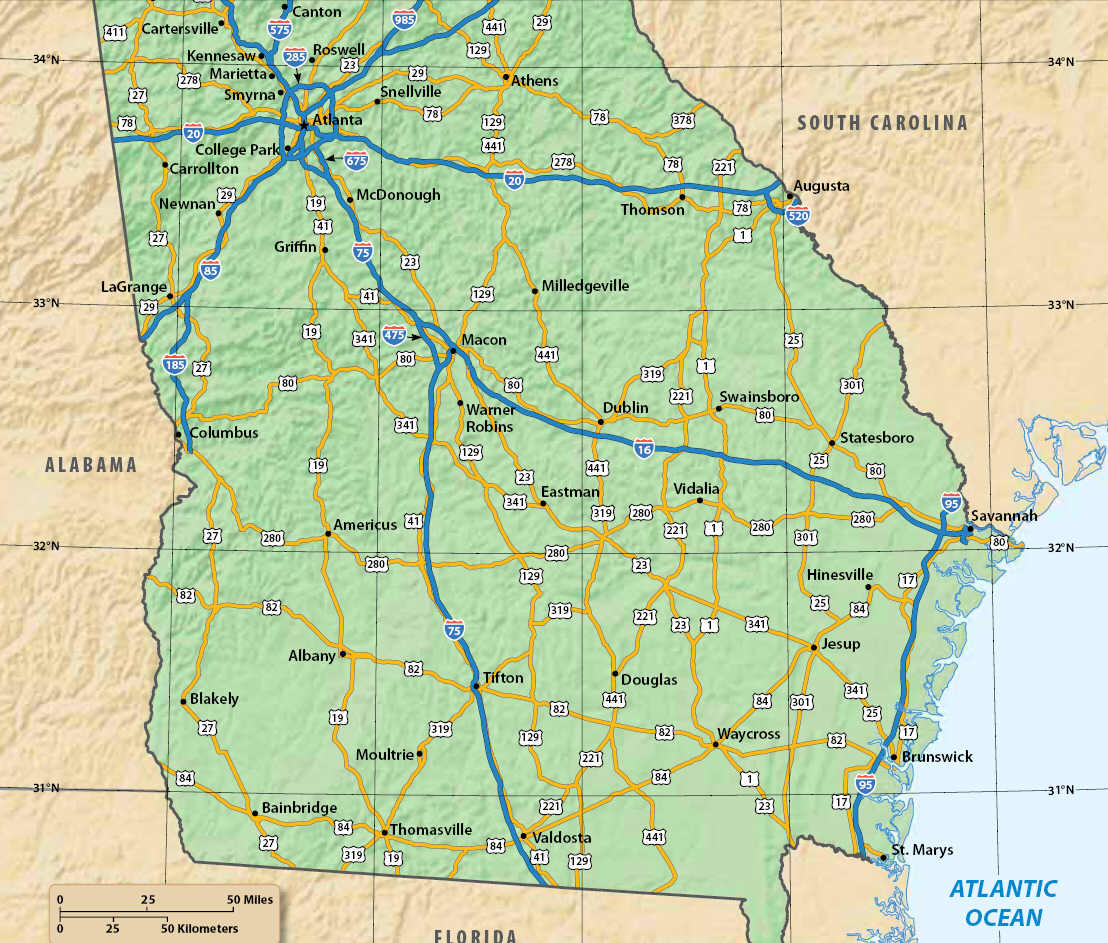 Canton
Cartersville
575
985
411
441
29
Roswell
129
Kennesaw
285
23
34°N
34°N
Marietta
278
29
Athens
Smyrna
Snellville
27
78
78
378
78
20
Atlanta
129
SOUTH CAROLINA
441
College Park
675
278
78
221
Carrollton
20
29
McDonough
Augusta
Newnan
19
Thomson
78
520
41
1
27
Griffin
75
23
85
LaGrange
Milledgeville
29
41
129
33°N
33°N
19
475
341
Macon
25
441
185
27
80
80
319
1
80
301
221
Warner
Robins
Dublin
Swainsboro
80
341
Columbus
Statesboro
16
129
25
ALABAMA
19
441
80
23
Eastman
Vidalia
341
95
Savannah
41
319
280
221
1
280
280
Americus
27
280
301
80
32°N
32°N
280
280
23
129
Hinesville
17
82
82
319
25
84
75
221
23
1
341
Jesup
Albany
82
Tifton
Douglas
Blakely
441
84
301
341
82
25
19
27
319
129
82
Waycross
82
17
Moultrie
221
Brunswick
84
84
1
95
31°N
31°N
Bainbridge
221
23
17
84
Thomasville
Valdosta
441
27
84
319
19
41
129
St. Marys
0 25 50 Miles
0 25 50 Kilometers
ATLANTIC
OCEAN
FLORIDA